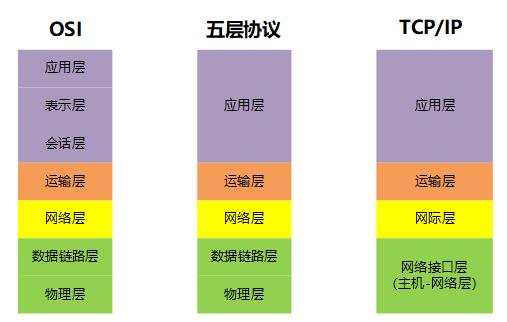 OSI
应用层
表示层
会话层
运输层
网络层
数据链路层
物理层
五层协议
应用层
运输层
网络层
数据链路层
物理层
TCP/IP
应用层
运输层
网际层
网络接口层
(主机-网络层)